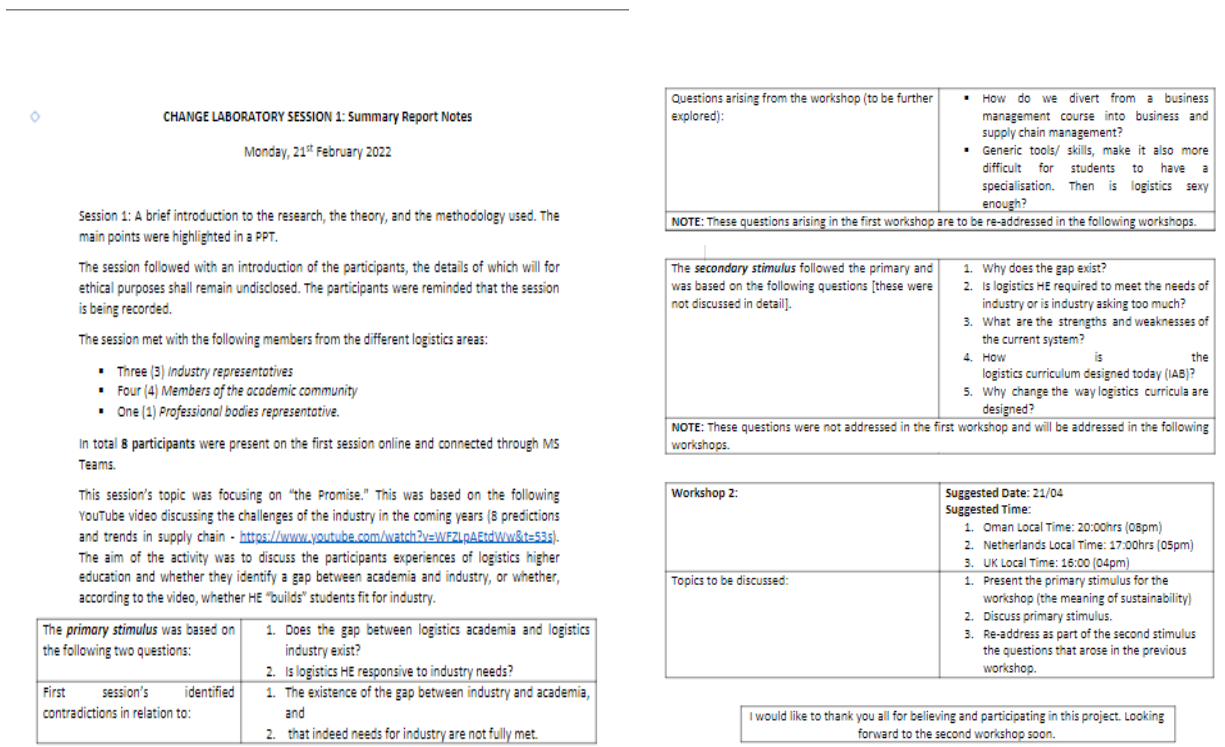 CHANGE LABORATORY SESSION 1: Summary Report Notes
Monday, 21st February 2022
Session 1: A brief introduction to the research, the theory, and the methodology used. The
main points were highlighted in a PPT.
The session followed with an introduction of the participants, the details of which will for
ethical purposes shall remain undisclosed. The participants were reminded that the session
is being recorded.
The session met with the following members from the different logistics areas:
▪ Three (3) Industry representatives
▪ Four (4) Members of the academic community
▪ One (1) Professional bodies representative.
In total 8 participants were present on the first session online and connected through MS
Teams.
This session's topic was focusing on "the Promise." This was based on the following
YouTube video discussing the challenges of the industry in the coming years (8 predictions
and trends in supply chain - https://www.youtube.com/watch?v=WFZLpAEtdWw&t=53s).
The aim of the activity was to discuss the participants experiences of logistics higher
education and whether they identify a gap between academia and industry, or whether,
according to the video, whether HE "builds" students fit for industry.
The primary stimulus was based on
the following two questions:
1. Does the gap between logistics academia and logistics
industry exist?
2. Is logistics HE responsive to industry needs?
First session's identified
contradictions in relation to:
1. The existence of the gap between industry and academia,
and
2. that indeed needs for industry are not fully met.
Questions arising from the workshop (to be further
explored):
▪ How do we divert from a business
management course into business and
supply chain management?
▪ Generic tools/ skills, make it also more
difficult for students to have a
specialisation. Then is logistics sexy
enough?
NOTE: These questions arising in the first workshop are to be re-addressed in the following workshops.
The secondary stimulus followed the primary and
was based on the following questions [these were
not discussed in detail].
1. Why does the gap exist?
2. Is logistics HE required to meet the needs of
industry or is industry asking too much?
3. What are the strengths and weaknesses of
the current system?
4. How is the
logistics curriculum designed today (IAB)?
5. Why change the way logistics curricula are
designed?
NOTE: These questions were not addressed in the first workshop and will be addressed in the following
workshops.
Workshop 2:
Suggested Date: 21/04
Suggested Time:
1. Oman Local Time: 20:00hrs (08pm)
2. Netherlands Local Time: 17:00hrs (05pm)
3. UK Local Time: 16:00 (04pm)
Topics to be discussed:
1. Present the primary stimulus for the
workshop (the meaning of sustainability)
2. Discuss primary stimulus.
3. Re-address as part of the second stimulus
the questions that arose in the previous
workshop.
I would like to thank you all for believing and participating in this project. Looking
forward to the second workshop soon.